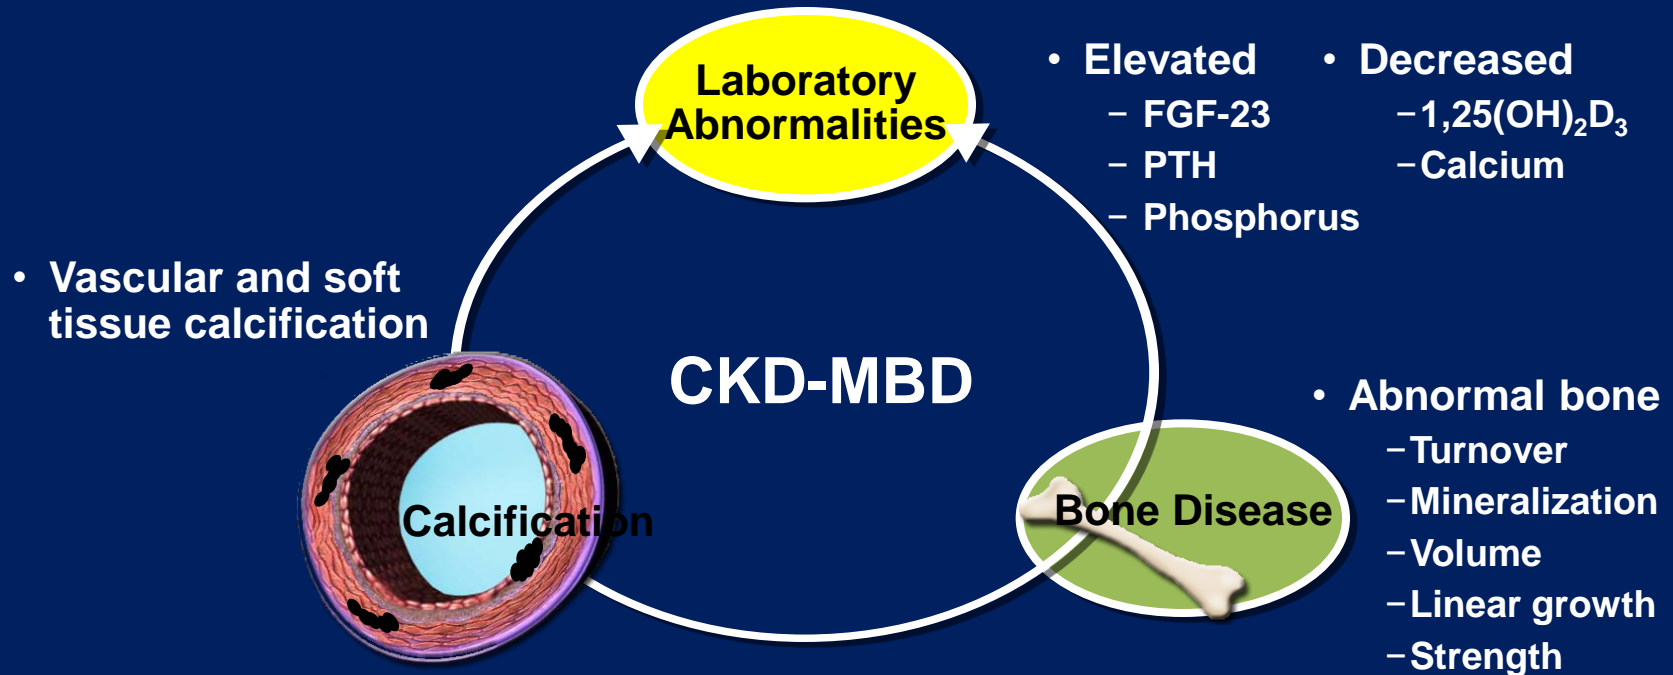 Laboratory
Abnormalities
• Elevated
– FGF-23
– PTH
– Phosphorus
• Decreased
–1,25(OH)₂D₃
–Calcium
• Vascular and soft
tissue calcification
CKD-MBD
Calcification
Bone Disease
• Abnormal bone
–Turnover
–Mineralization
–Volume
–Linear growth
–Strength